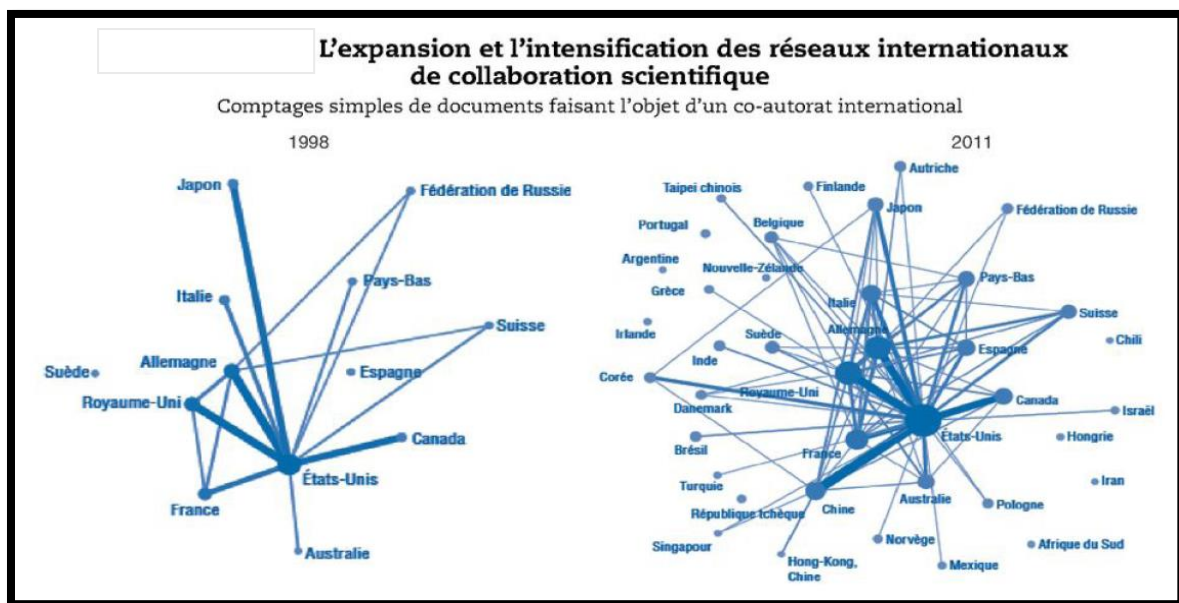 L'expansion et l'intensification des réseaux internationaux
de collaboration scientifique
Comptages simples de documents faisant l'objet d'un co-autorat international
1998
Japon
Fédération de Russie
Pays-Bas
Italie
Suisse
Allemagne
Suède
Espagne
Royaume-Uni
Canada
États-Unis
France
Australie
2011
Autriche
Taipei chinois
Finlande
Japon
Fédération de Russie
Portugal
Belgique
Argentine
Nouvelle-Zélande
Pays-Bas
Grèce
Italie
Suisse
Irlande
Allemagne
Suède
Espagne
Chili
Inde
Corée
Royaume-Uni
Canada
Danemark
Israël
États-Unis
Hongrie
Brésil
France
Iran
Turquie
Chine
Australie
Pologne
République tchèque
Singapour
Norvège
Afrique du Sud
Hong-Kong,
Chine
Mexique